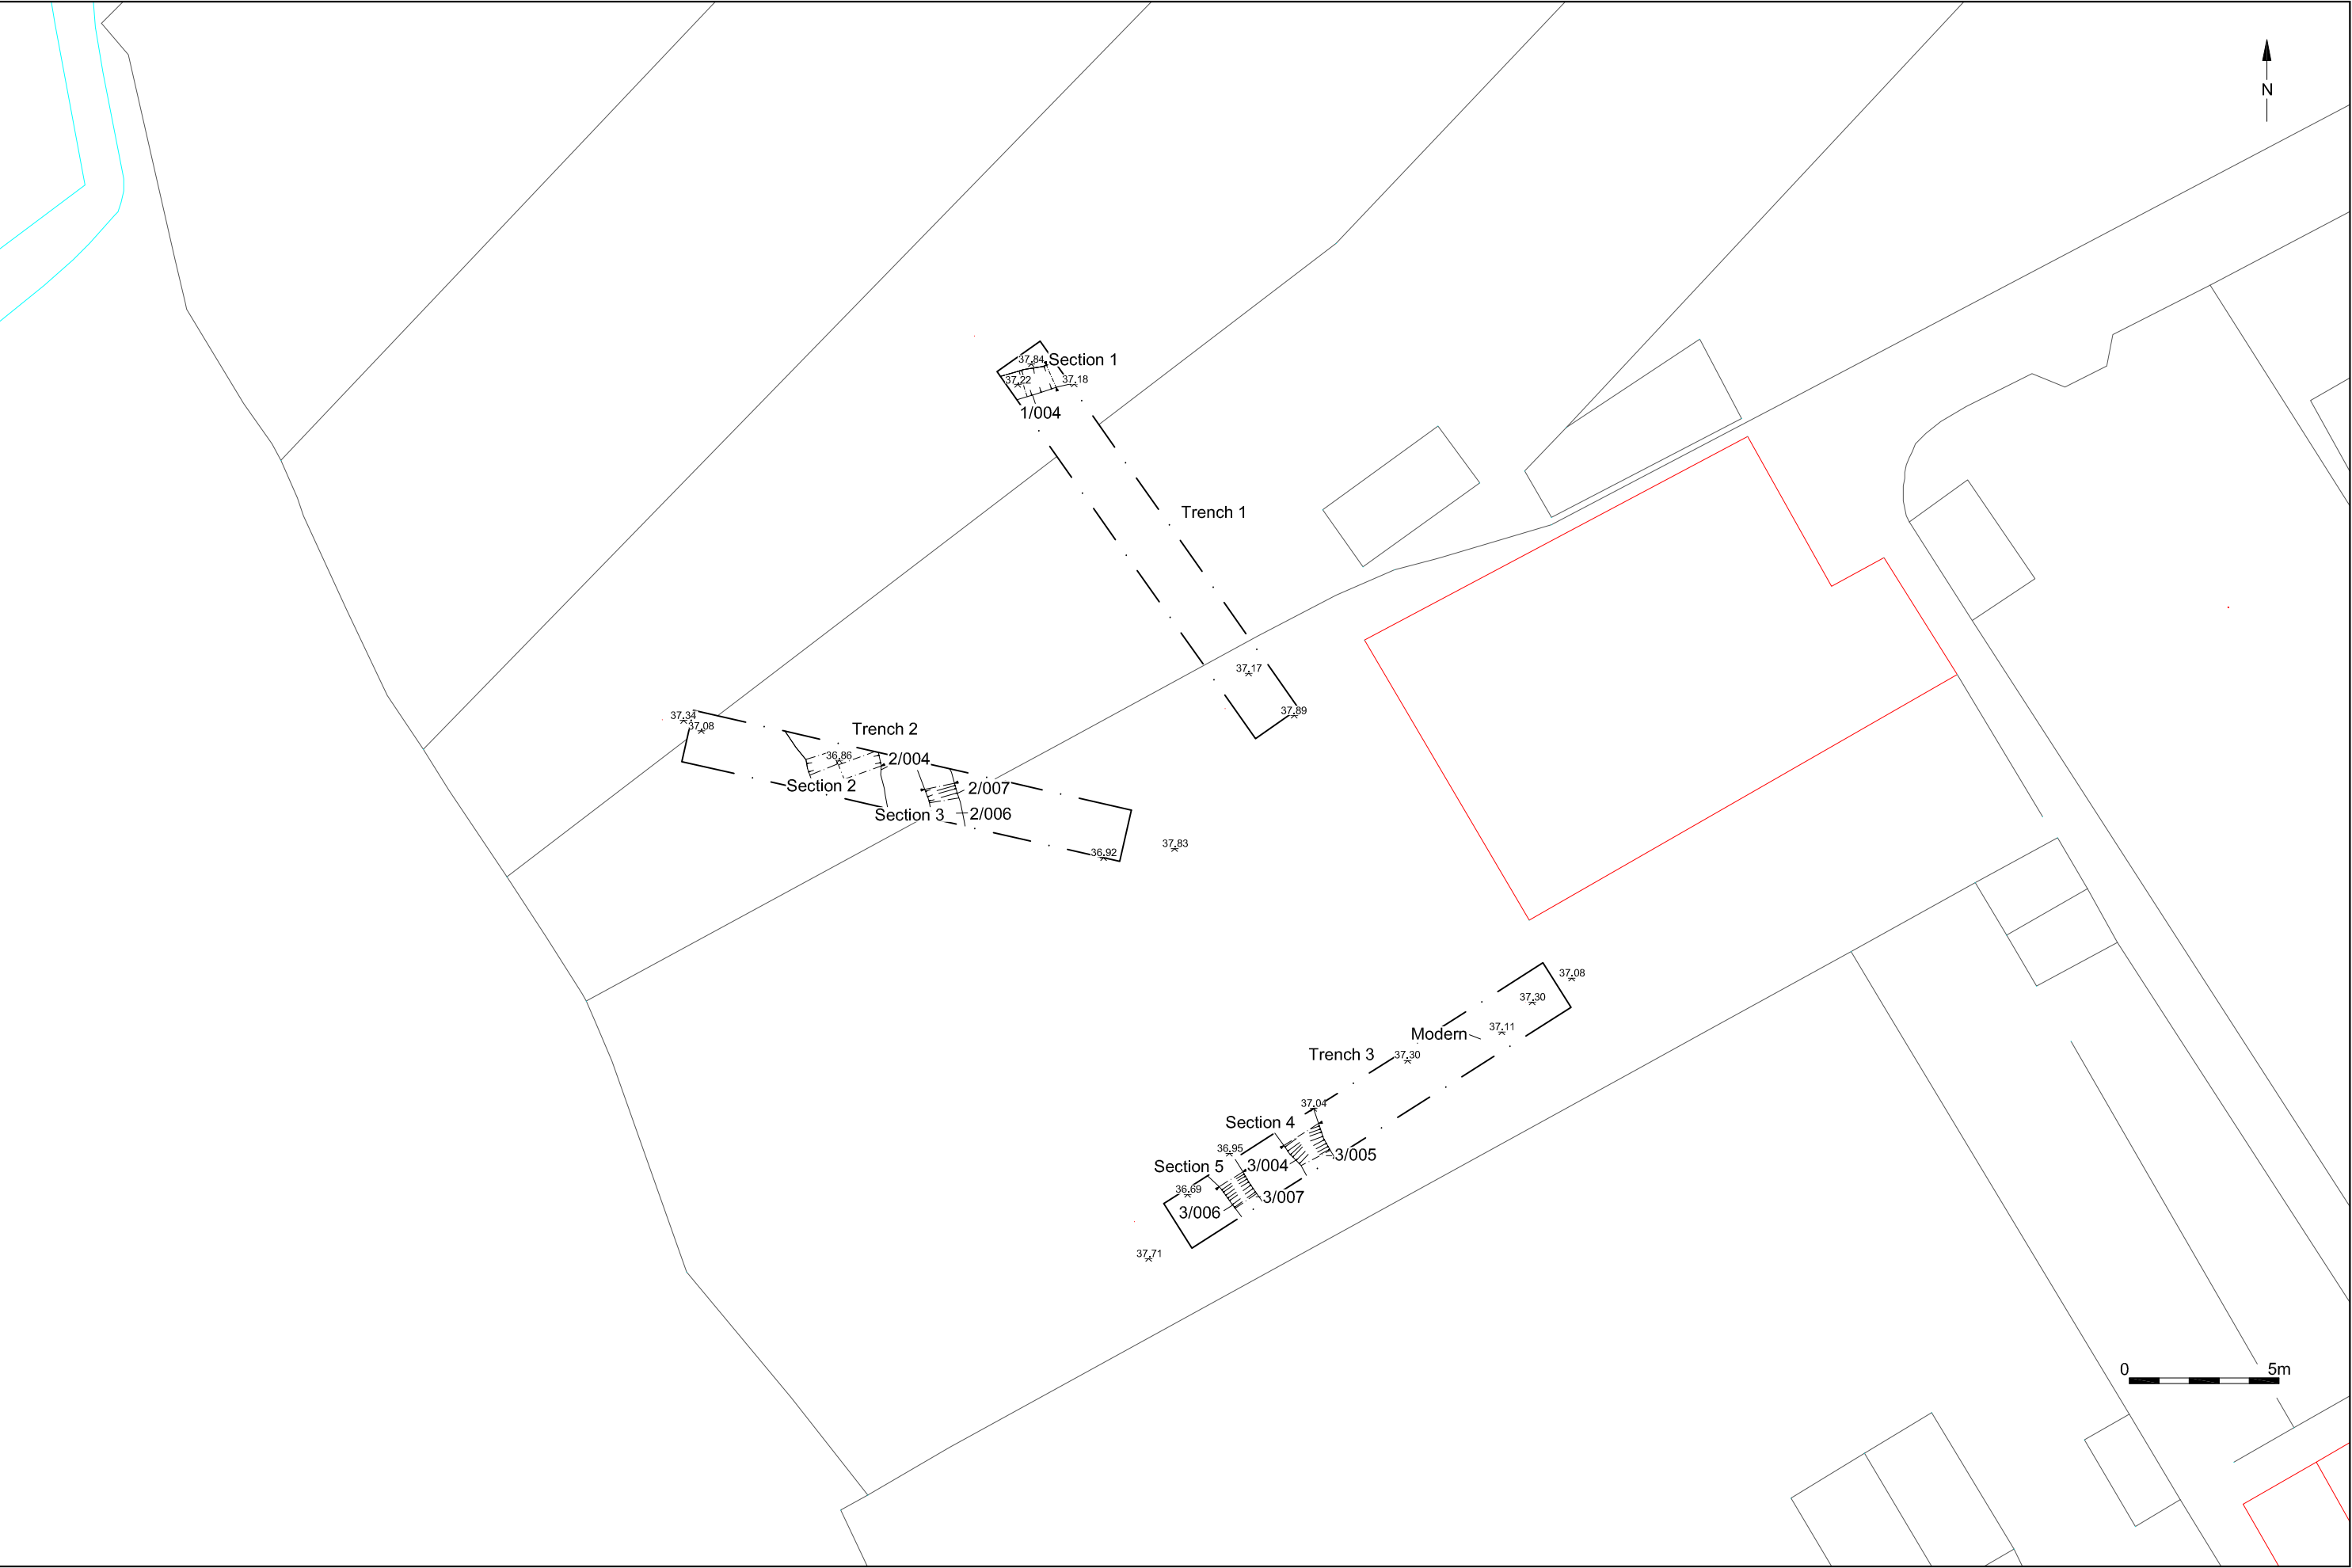 N
37.84
Section 1
37.22
37.18
1/004
Trench 1
37.17
37.89
37.34
37.08
Trench 2
36.86
2/004
Section 2
2/007
Section 3
2/006
36.92
37.83
37.08
37.30
37.11
Modern
Trench 3
37.30
37.04
Section 4
36.95
3/005
Section 5
3/004
36.69
3/007
3/006
37.71
0
5m